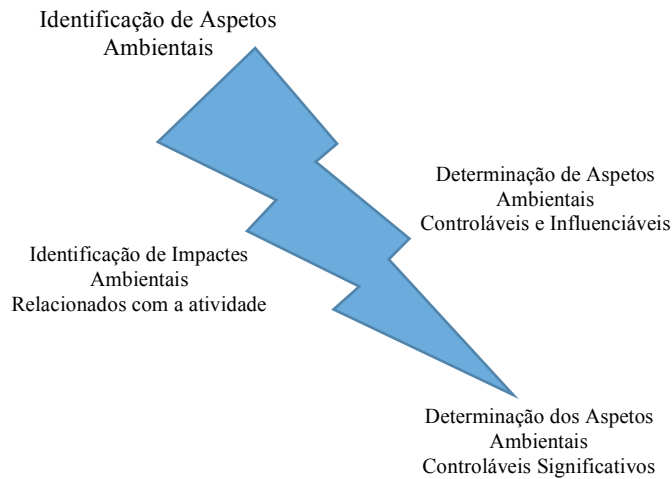 Identificação de Aspetos
Ambientais
Determinação de Aspetos
Ambientais
Controláveis e Influenciáveis
Identificação de Impactes
Ambientais
Relacionados com a atividade
Determinação dos Aspetos
Ambientais
Controláveis Significativos